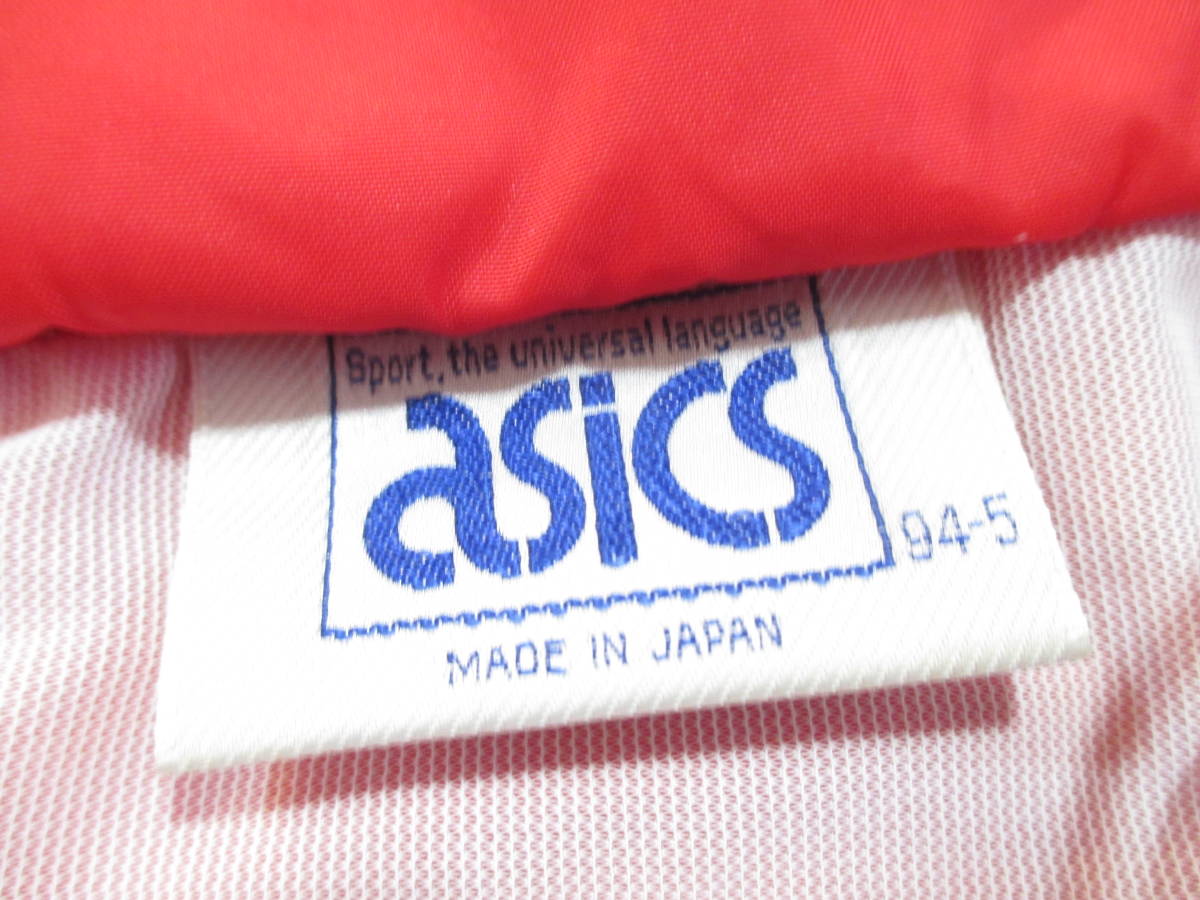 Sport, the universal language
asics
94-5
MADE IN JAPAN